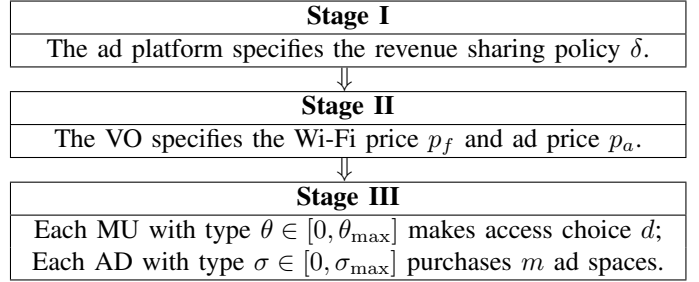 Stage I
The ad platform specifies the revenue sharing policy δ.
⇓
Stage II
The VO specifies the Wi-Fi price p_f and ad price p_a.
⇓
Stage III
Each MU with type θ ∈ [0, θ_max] makes access choice d;
Each AD with type σ ∈ [0, σ_max] purchases m ad spaces.